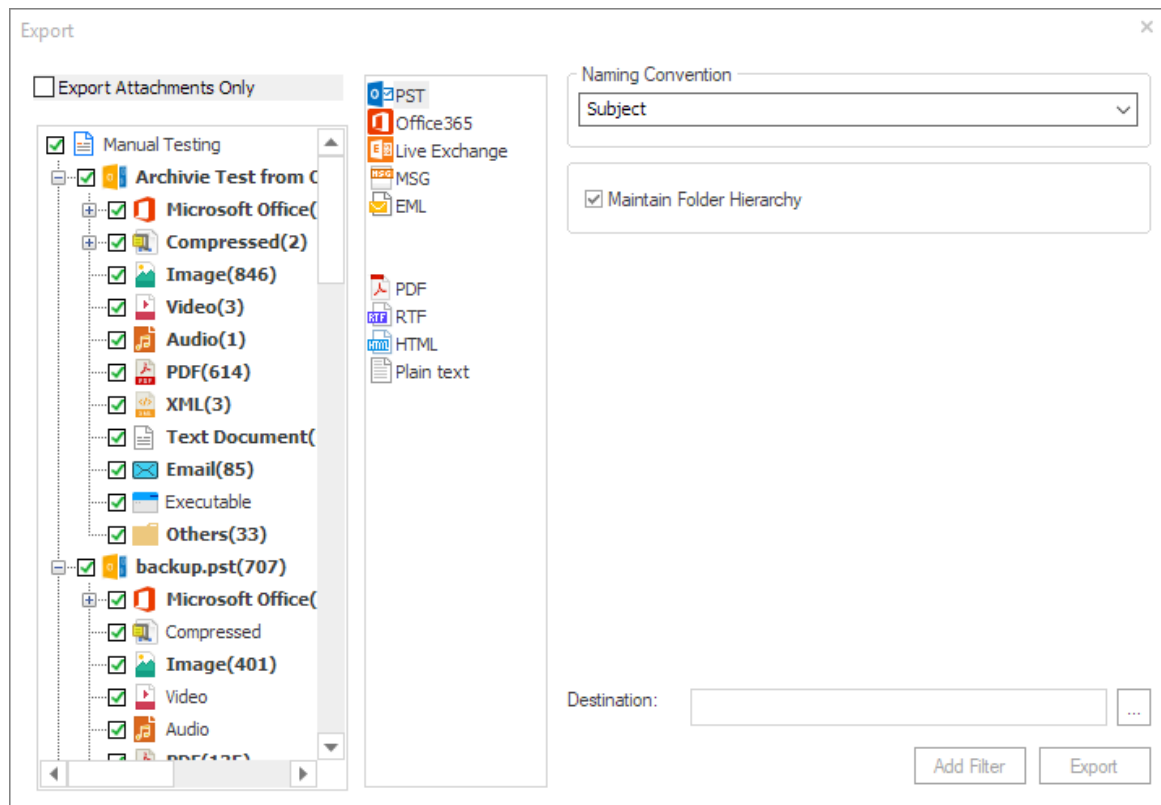 Export
Export Attachments Only
Manual Testing
Archivie Test from
Microsoft Office(
Compressed(2)
Image(846)
Video(3)
Audio(1)
PDF(614)
XML(3)
Text Document(
Email(85)
Executable
Others(33)
backup.pst(707)
Microsoft Office(
Compressed
Image(401)
Video
Audio
PST
Office365
Live Exchange
MSG
EML
PDF
RTF
HTML
Plain text
Naming Convention
Subject
Maintain Folder Hierarchy
Destination:
...
Add Filter
Export